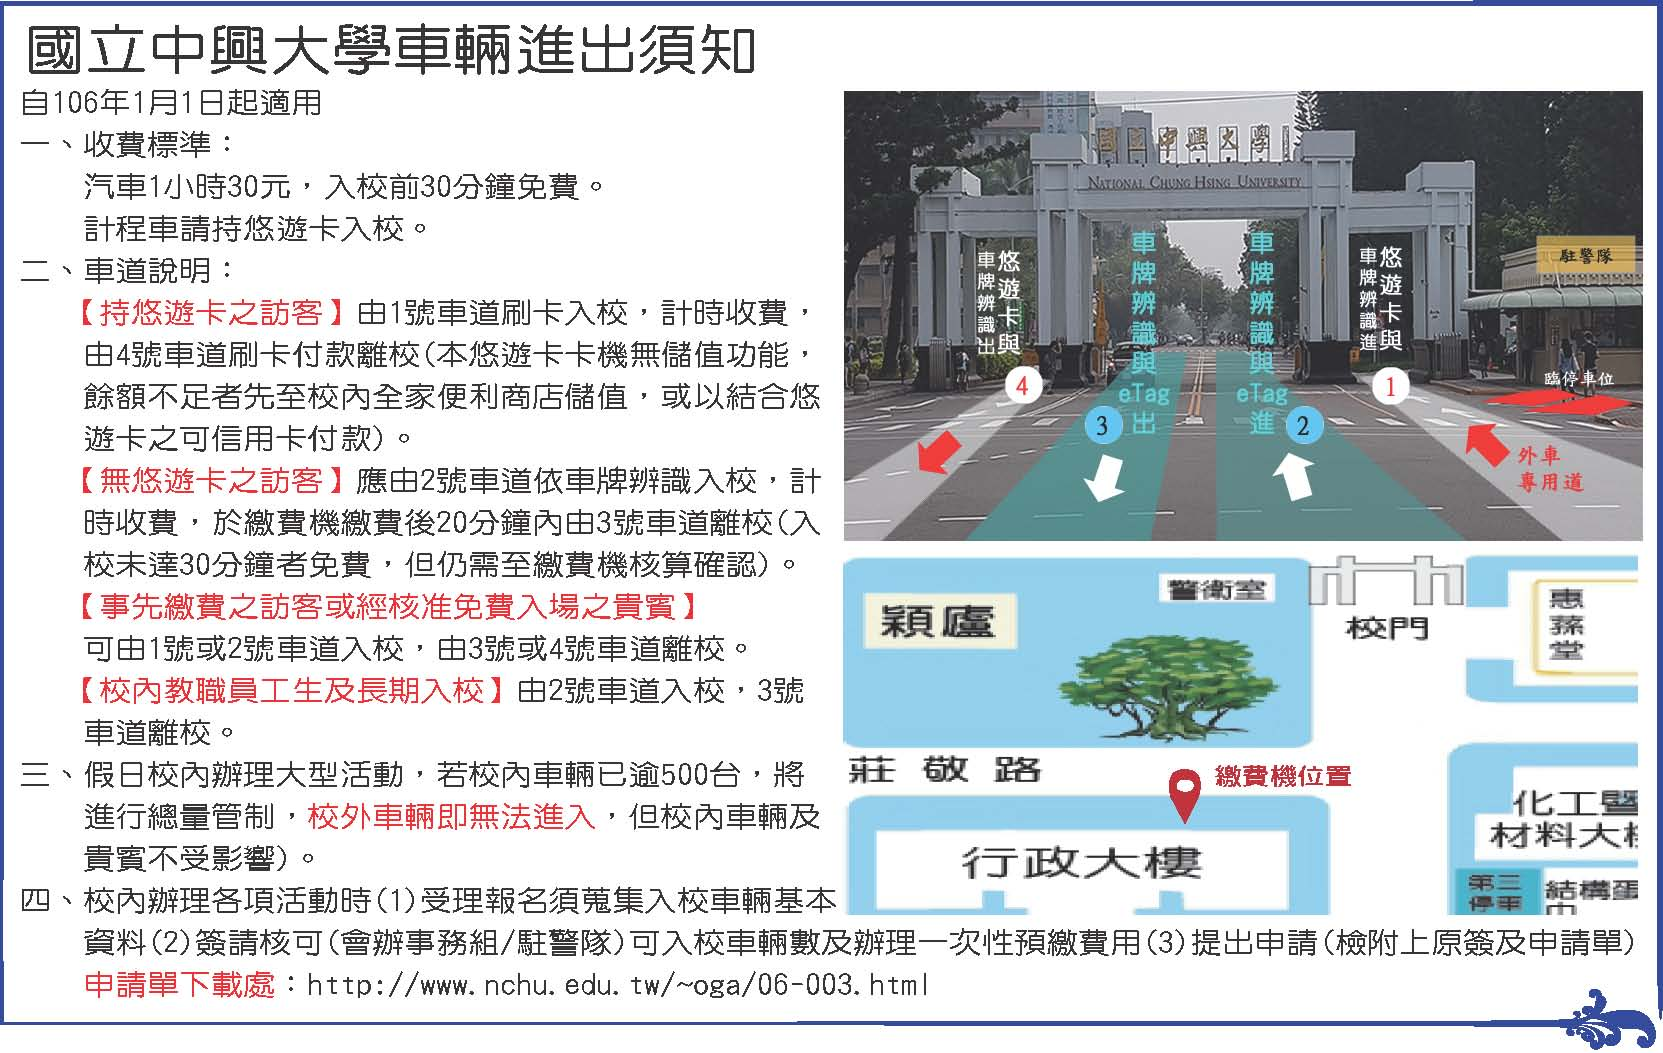 國立中興大學車輛進出須知
自106年1月1日起適用
一、收費標準：
汽車1小時30元，入校前30分鐘免費。
計程車請持悠遊卡入校。
二、車道說明：
【持悠遊卡之訪客】由1號車道刷卡入校，計時收費，
由4號車道刷卡付款離校(本悠遊卡卡機無儲值功能，
餘額不足者先至校內全家便利商店儲值，或以結合悠
遊卡之可信用卡付款)。
【無悠遊卡之訪客】應由2號車道依車牌辨識入校，計
時收費，於繳費機繳費後20分鐘內由3號車道離校(入
校未達30分鐘者免費，但仍需至繳費機核算確認)。
【事先繳費之訪客或經核准免費入場之貴賓】
可由1號或2號車道入校，由3號或4號車道離校。
【校內教職員工生及長期入校】由2號車道入校，3號
車道離校。
三、假日校內辦理大型活動，若校內車輛已逾500台，將
進行總量管制，校外車輛即無法進入，但校內車輛及
貴賓不受影響)。
四、校內辦理各項活動時(1)受理報名須蒐集入校車輛基本
資料(2)簽請核可(會辦事務組/駐警隊)可入校車輛數及辦理一次性預繳費用(3)提出申請(檢附上原簽及申請單)
申請單下載處：http://www.nchu.edu.tw/~oga/06-003.html
國立中興大學
NATIONAL CHUNG HSING UNIVERSITY
悠遊卡與
車牌辨識出
4
車牌辨識與
eTag
出
3
車牌辨識與
eTag
進
2
悠遊卡與
車牌辨識進
1
駐警隊
臨停車位
外車
專用道
穎廬
警衛室
校門
惠蓀堂
莊敬路
繳費機位置
行政大樓
化工暨
材料大
第三
停車
結構